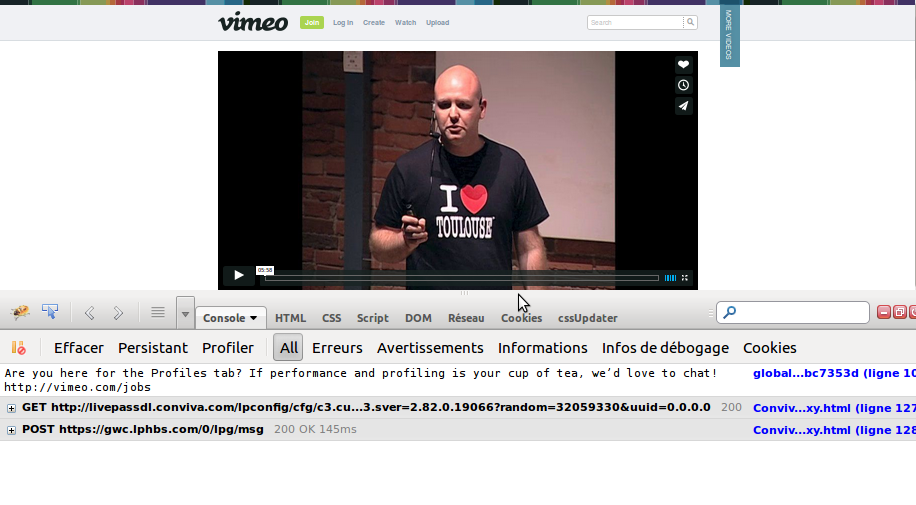 vimeo Join Log In Create Watch Upload Search
MORE VIDEOS
I
TOULOUSE
05:58
Console HTML CSS Script DOM Réseau Cookies cssUpdater
Effacer Persistant Profiler All Erreurs Avertissements Informations Infos de débogage Cookies
Are you here for the Profiles tab? If performance and profiling is your cup of tea, we’d love to chat! global...bc7353d (ligne 10
http://vimeo.com/jobs
GET http://livepassdl.conviva.com/lpconfig/cfg/c3.cu...3.sver=2.82.0.19066?random=32059330&uuid=0.0.0.0 200 Conviv...xy.html (ligne 127
POST https://gwc.lphbs.com/0/lpg/msg 200 OK 145ms Conviv...xy.html (ligne 128